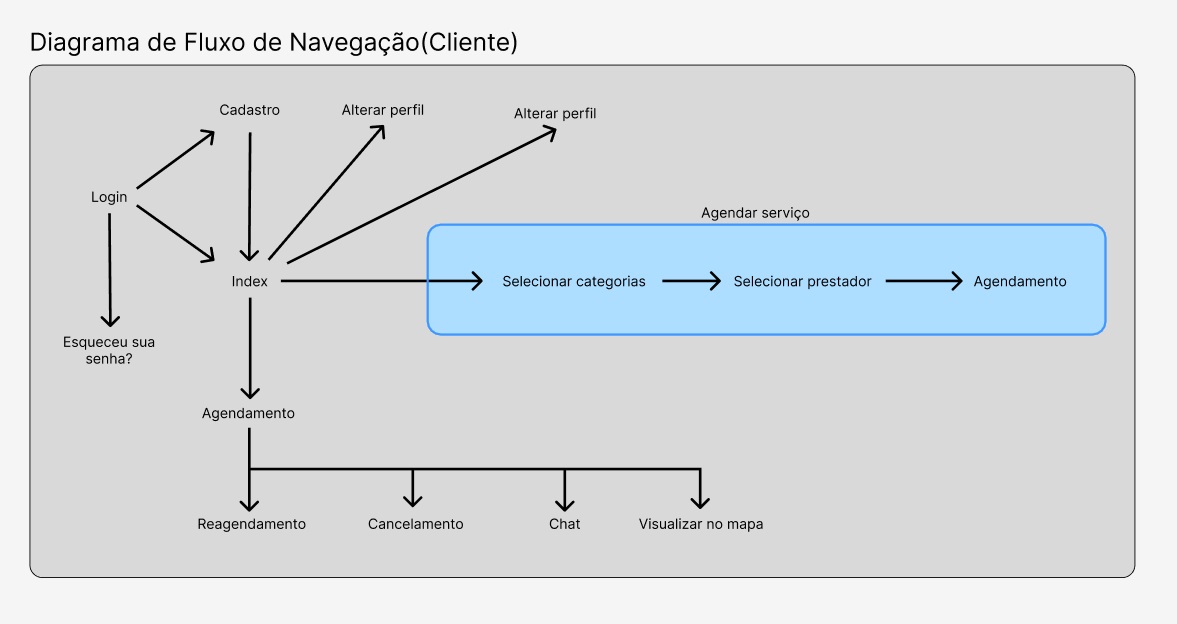 Diagrama de Fluxo de Navegação(Cliente)
Cadastro
Alterar perfil
Alterar perfil
Login
Agendar serviço
Index
Selecionar categorias
Selecionar prestador
Agendamento
Esqueceu sua
senha?
Agendamento
Reagendamento
Cancelamento
Chat
Visualizar no mapa